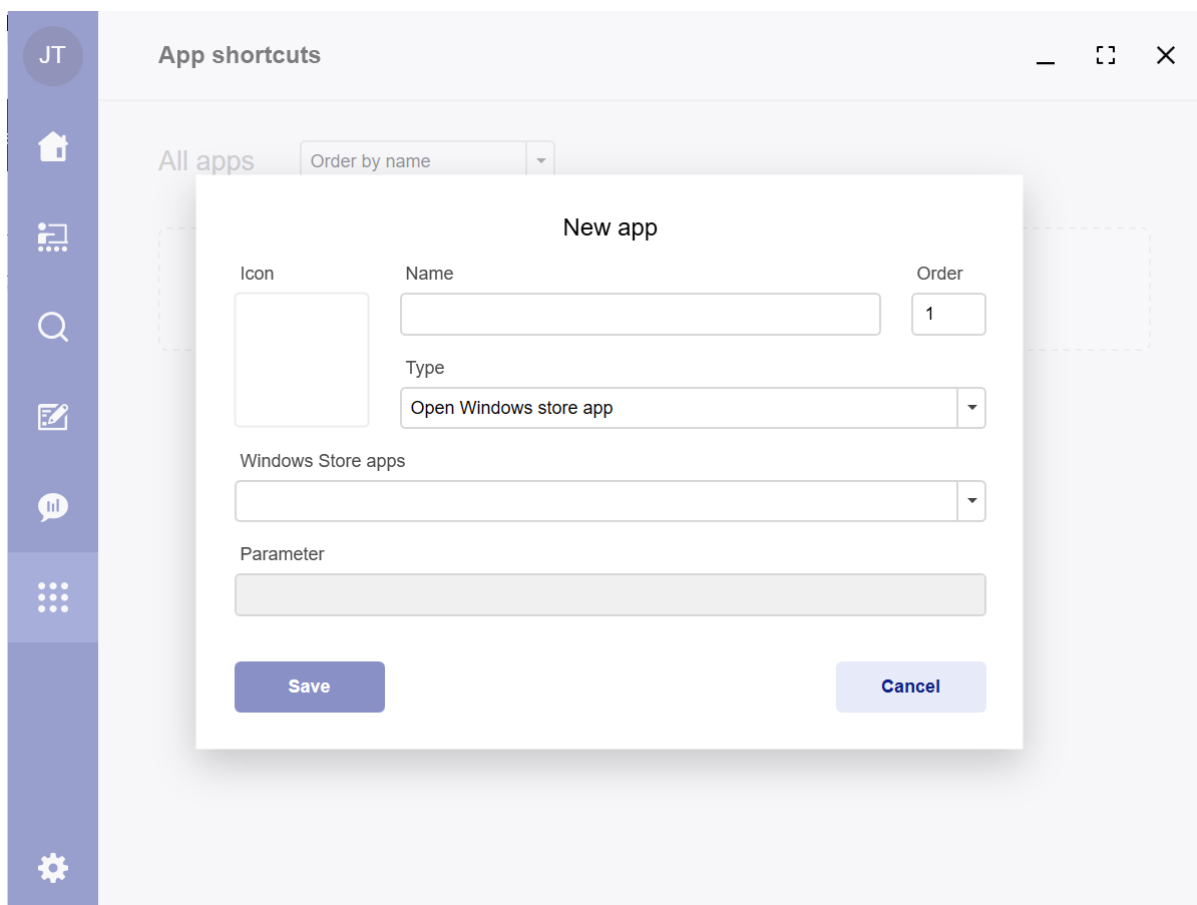 JT
App shortcuts
All apps
Order by name
New app
Icon
Name
Order
1
Type
Open Windows store app
Windows Store apps
Parameter
Save
Cancel